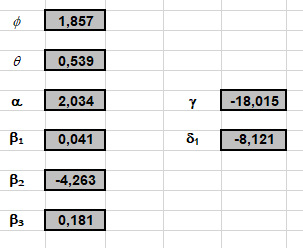 ϕ 1,857
θ 0,539
α 2,034 γ -18,015
β1 0,041 δ1 -8,121
β2 -4,263
β3 0,181